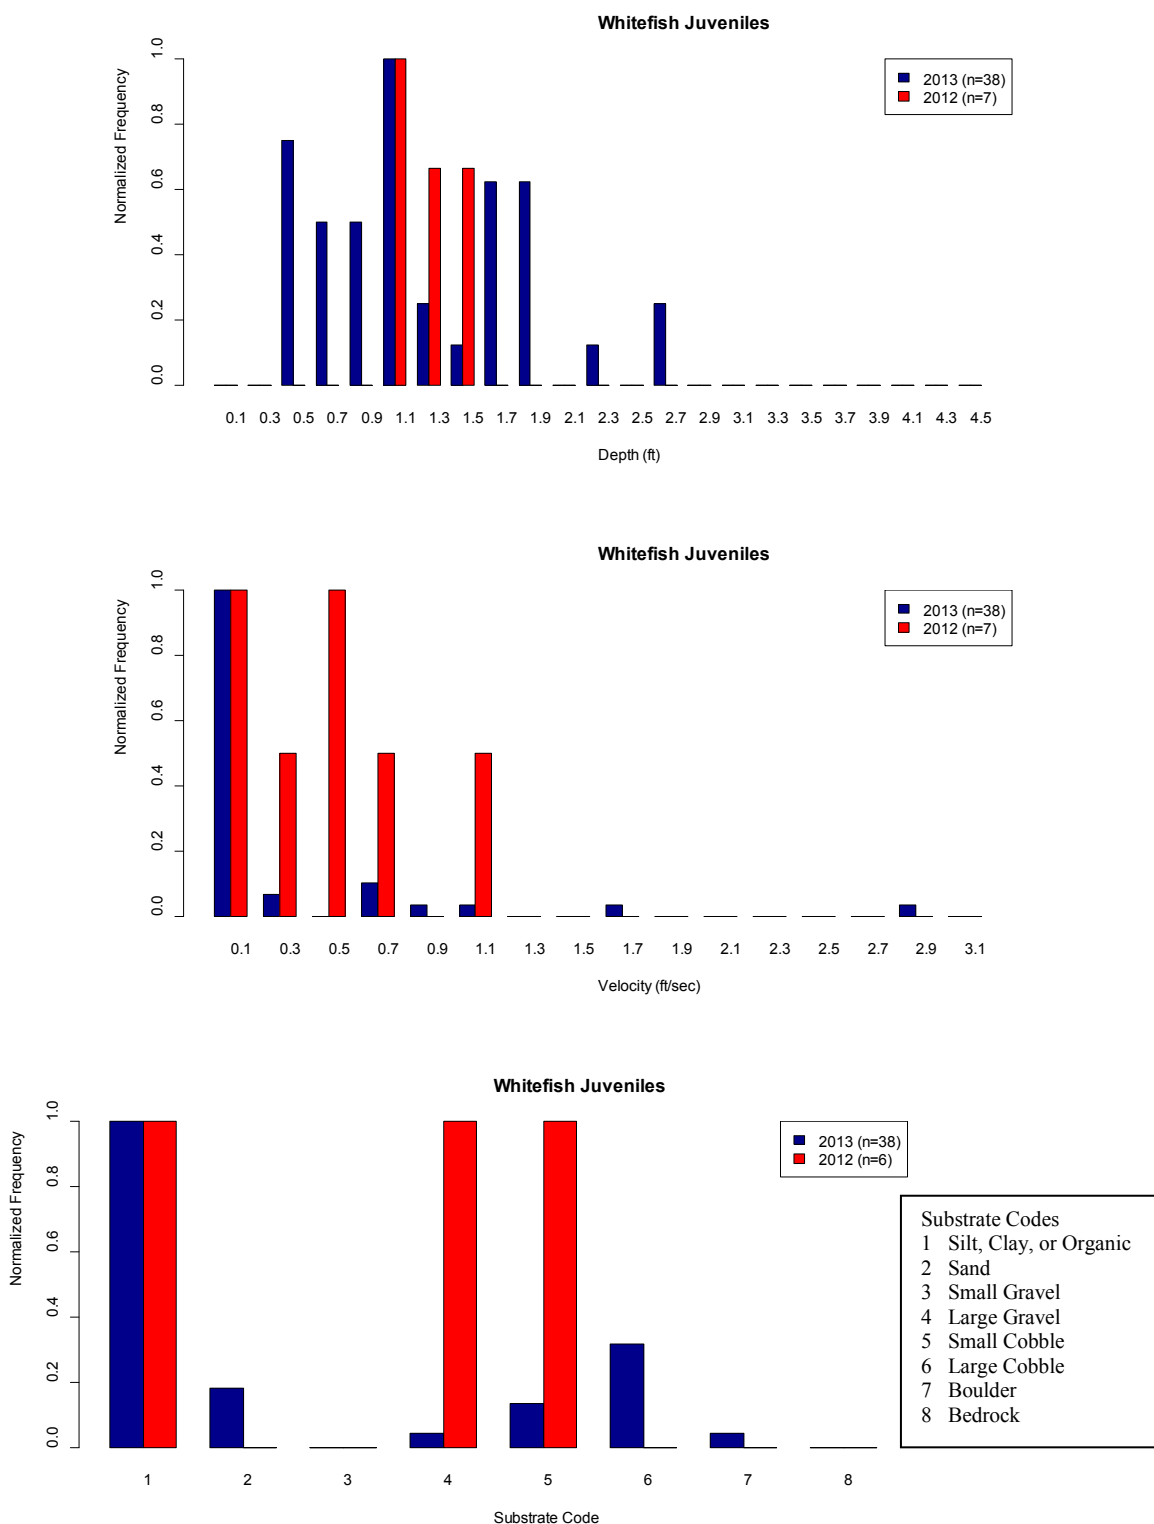 Whitefish Juveniles
Normalized Frequency
1.0
0.8
0.6
0.4
0.2
0.0
2013 (n=38)
2012 (n=7)
0.1 0.3 0.5 0.7 0.9 1.1 1.3 1.5 1.7 1.9 2.1 2.3 2.5 2.7 2.9 3.1 3.3 3.5 3.7 3.9 4.1 4.3 4.5
Depth (ft)
Whitefish Juveniles
Normalized Frequency
1.0
0.8
0.6
0.4
0.2
0.0
2013 (n=38)
2012 (n=7)
0.1 0.3 0.5 0.7 0.9 1.1 1.3 1.5 1.7 1.9 2.1 2.3 2.5 2.7 2.9 3.1
Velocity (ft/sec)
Whitefish Juveniles
Normalized Frequency
1.0
0.8
0.6
0.4
0.2
0.0
2013 (n=38)
2012 (n=6)
Substrate Codes
1 Silt, Clay, or Organic
2 Sand
3 Small Gravel
4 Large Gravel
5 Small Cobble
6 Large Cobble
7 Boulder
8 Bedrock
1 2 3 4 5 6 7 8
Substrate Code